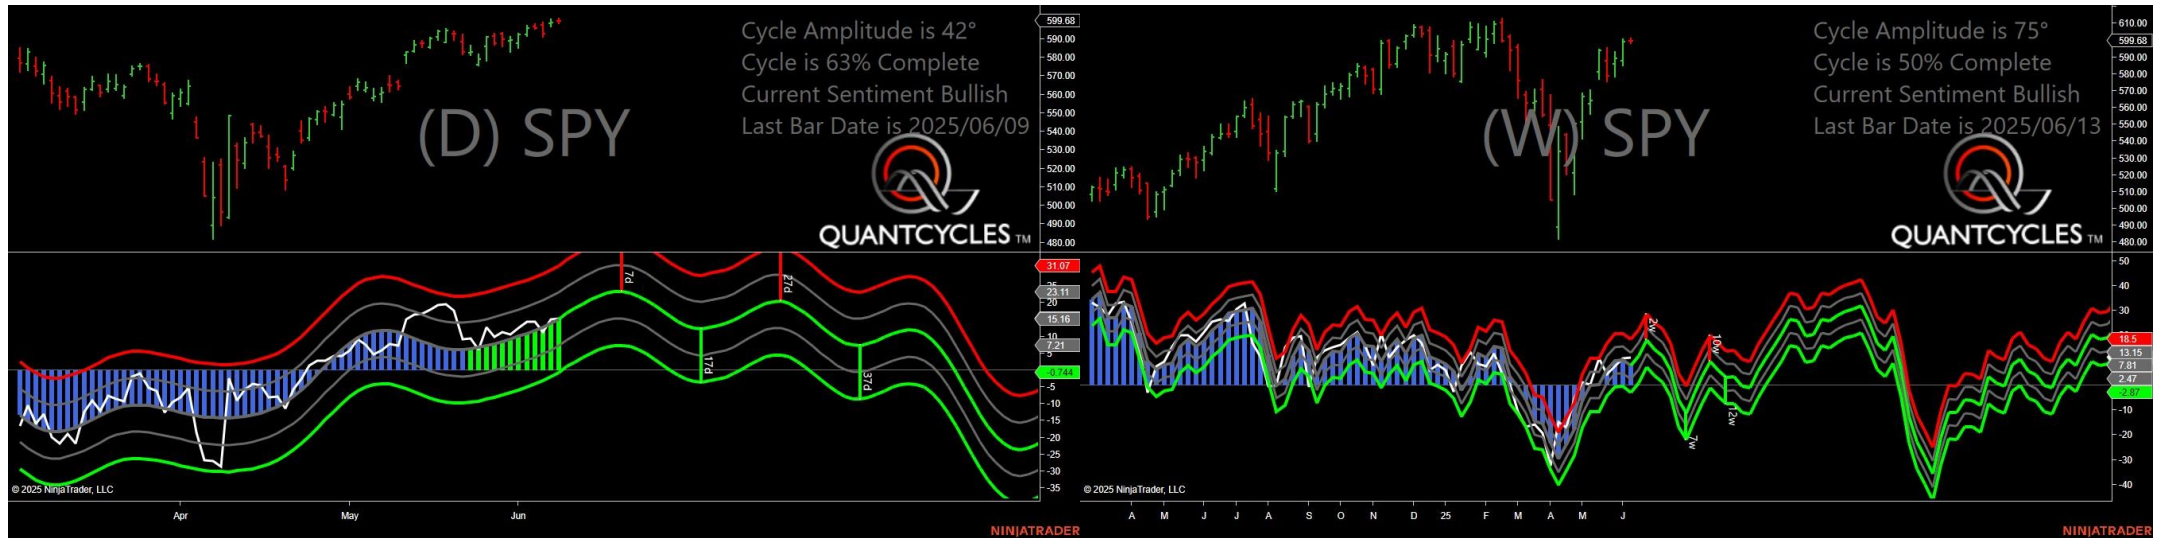 Cycle Amplitude is 42°
Cycle is 63% Complete
Current Sentiment Bullish
Last Bar Date is 2025/06/09
(D) SPY
QUANTCYCLES TM
599.68
590.00
580.00
570.00
560.00
550.00
540.00
530.00
520.00
510.00
500.00
490.00
480.00
31.07
25
23.11
20
15.16
10
7.21
5
-0.744
-5
-10
-15
-20
-25
-30
-35
7d
17d
27d
37d
© 2025 NinjaTrader, LLC
Apr May Jun
NINJATRADER
Cycle Amplitude is 75°
Cycle is 50% Complete
Current Sentiment Bullish
Last Bar Date is 2025/06/13
(W) SPY
QUANTCYCLES TM
610.00
599.68
590.00
580.00
570.00
560.00
550.00
540.00
530.00
520.00
510.00
500.00
490.00
480.00
50
40
30
18.5
13.15
7.81
2.47
-2.87
-10
-20
-30
-40
2w
7w
10w
12w
© 2025 NinjaTrader, LLC
A M J J A S O N D 25 F M A M J
NINJATRADER